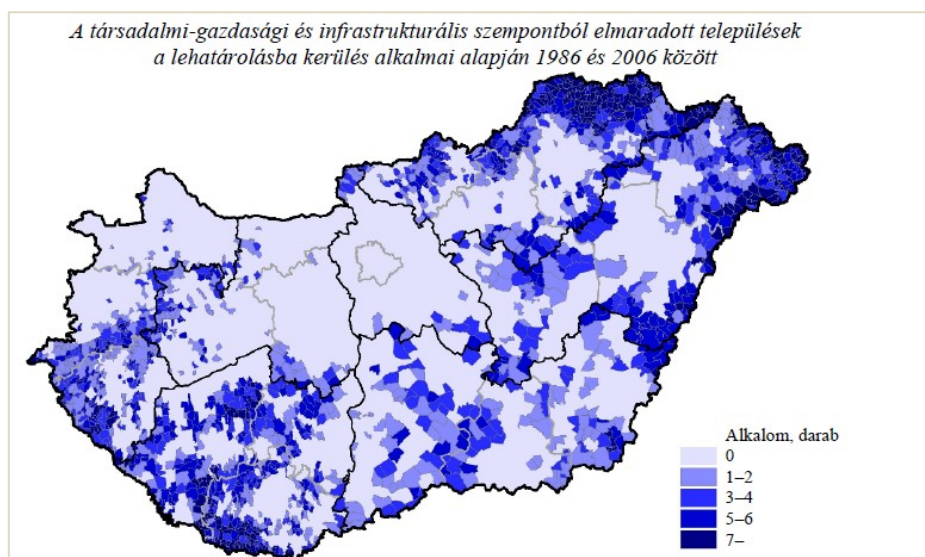 A társadalmi-gazdasági és infrastrukturális szempontból elmaradott települések
a lehatárolásba kerülés alkalmai alapján 1986 és 2006 között
Alkalom, darab
0
1–2
3–4
5–6
7–